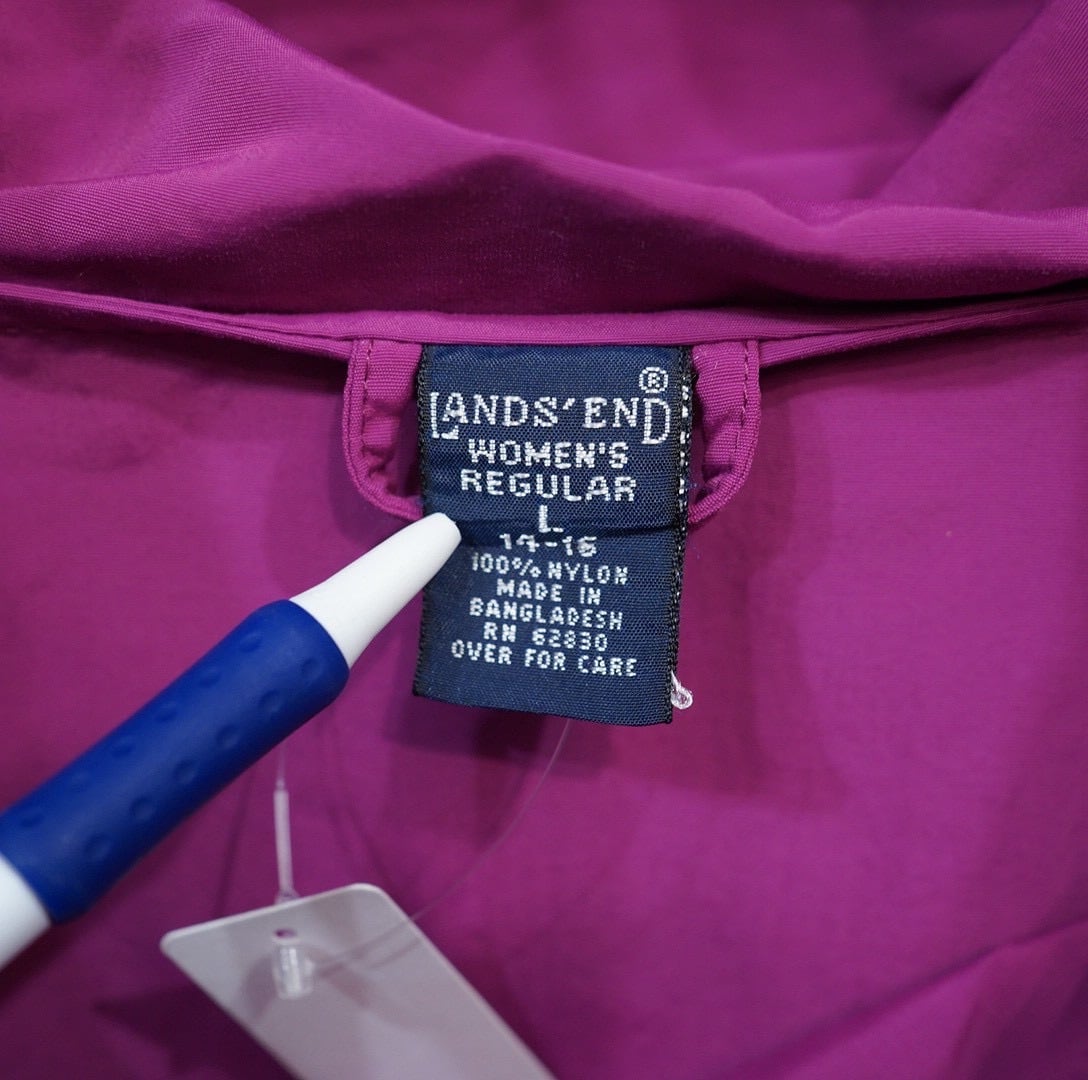 ®
LANDS' END
WOMEN'S
REGULAR
L
14-16
100% NYLON
MADE IN
BANGLADESH
RN 62830
OVER FOR CARE